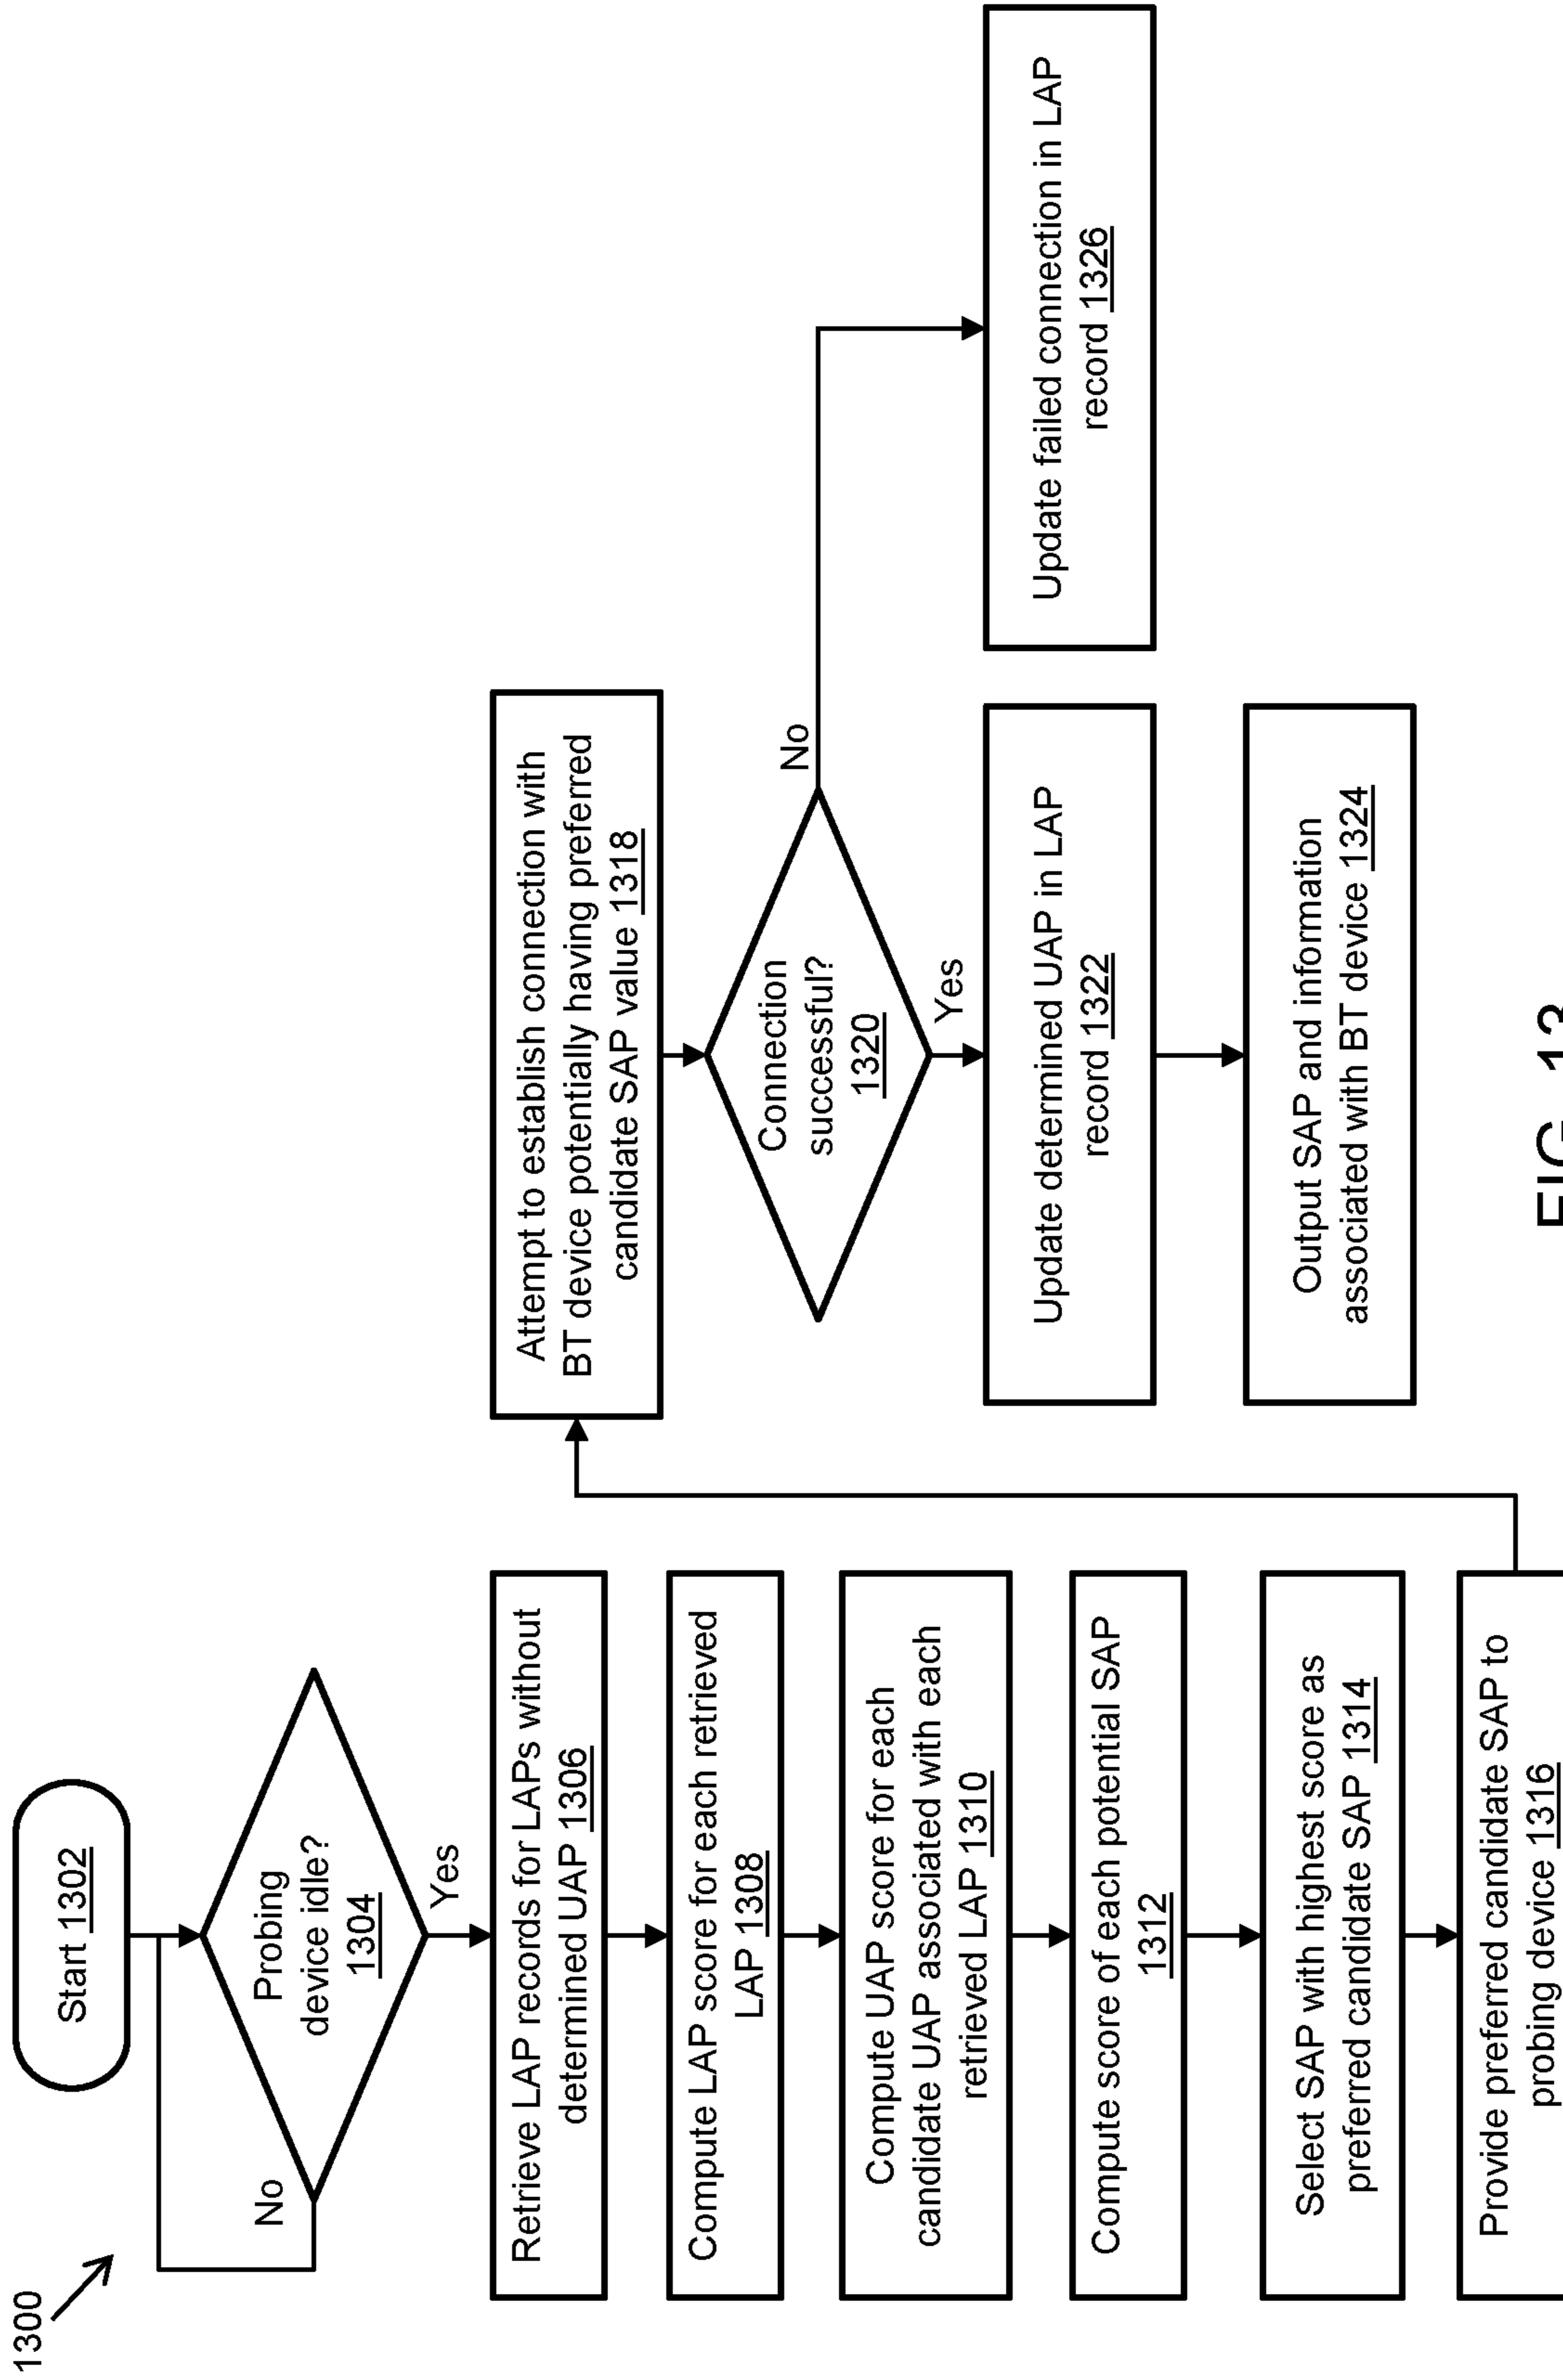 1300
Start 1302
Probing
device idle?
1304
No
Yes
Retrieve LAP records for LAPs without
determined UAP 1306
Compute LAP score for each retrieved
LAP 1308
Compute UAP score for each
candidate UAP associated with each
retrieved LAP 1310
Compute score of each potential SAP
1312
Select SAP with highest score as
preferred candidate SAP 1314
Provide preferred candidate SAP to
probing device 1316
Attempt to establish connection with
BT device potentially having preferred
candidate SAP value 1318
Connection
successful?
1320
No
Yes
Update determined UAP in LAP
record 1322
Output SAP and information
associated with BT device 1324
Update failed connection in LAP
record 1326
FIG. 13